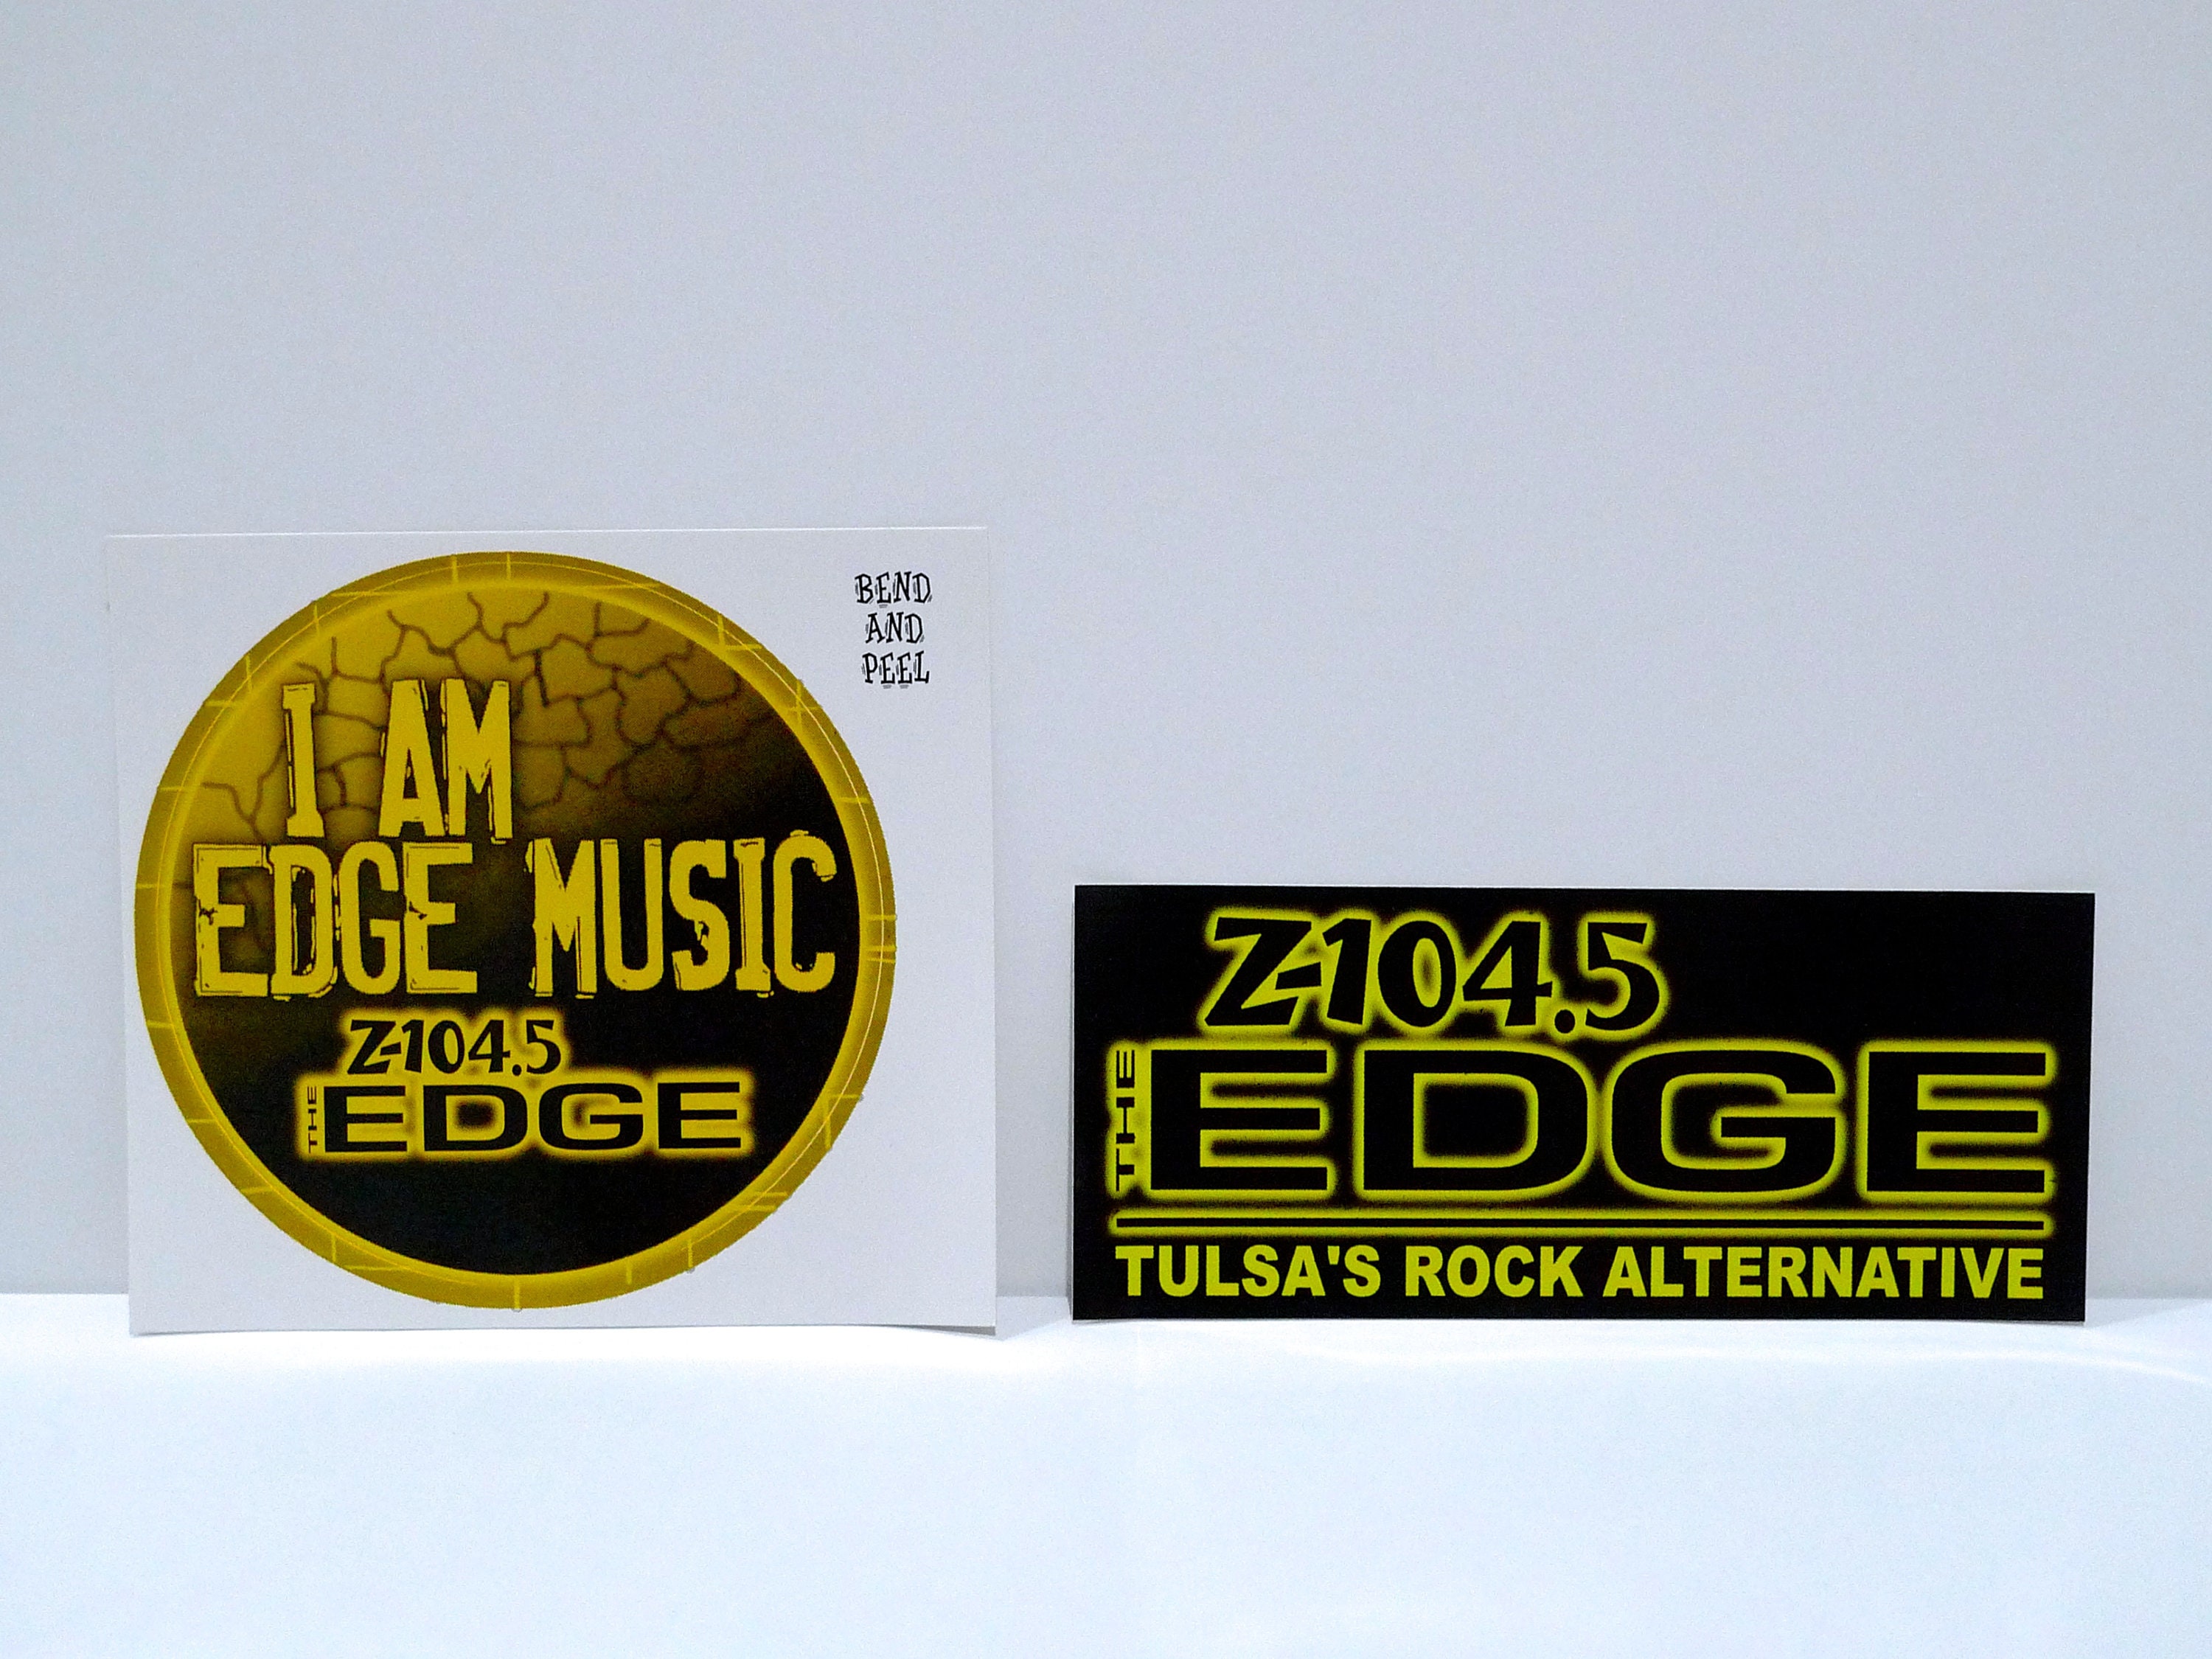 BEND
AND
PEEL
I AM
EDGE MUSIC
Z-104.5
THE EDGE
Z-104.5
THE EDGE
TULSA'S ROCK ALTERNATIVE